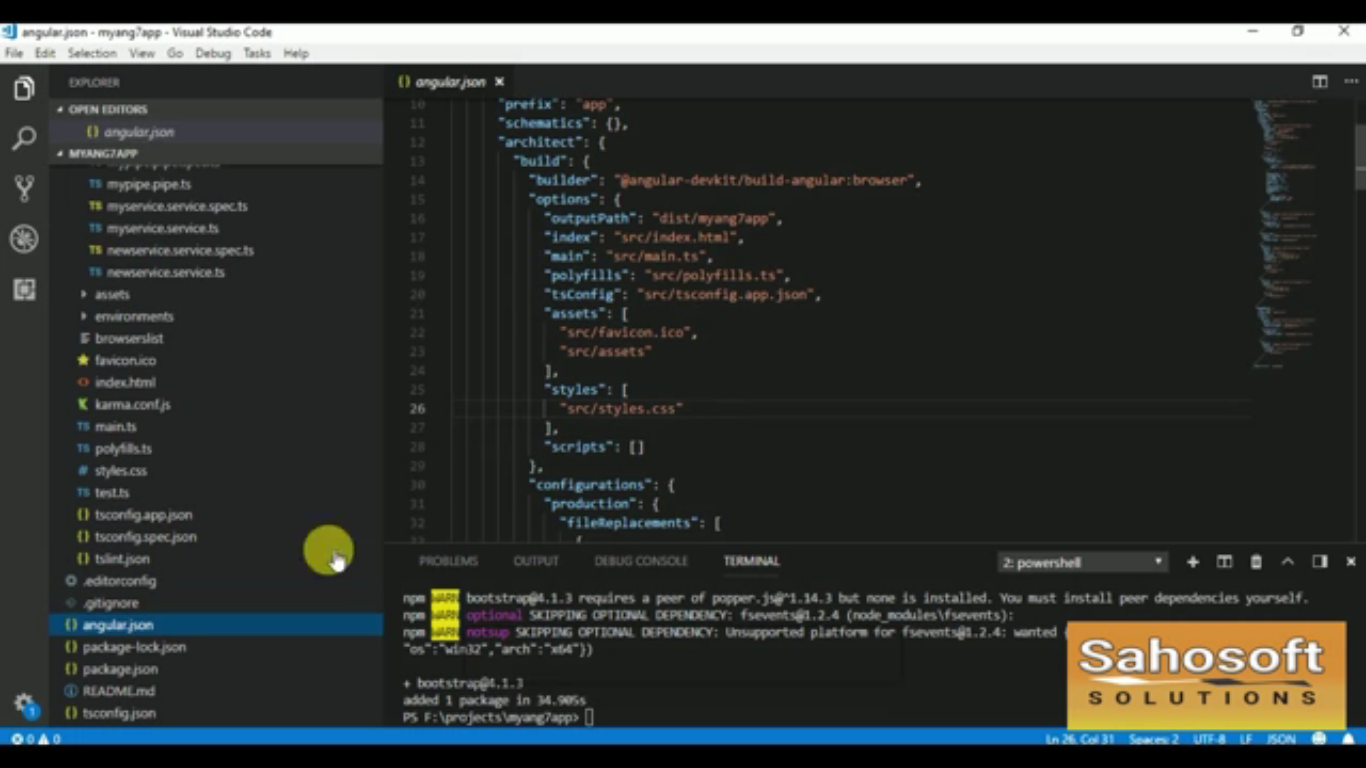 angular.json - myang7app - Visual Studio Code
File Edit Selection View Go Debug Tasks Help
EXPLORER
OPEN EDITORS
{} angular.json
MYANG7APP
TS mypipe.pipe.ts
TS myservice.service.spec.ts
TS myservice.service.ts
TS newservice.service.spec.ts
TS newservice.service.ts
assets
environments
browserslist
favicon.ico
<> index.html
karma.conf.js
TS main.ts
TS polyfills.ts
# styles.css
TS test.ts
{} tsconfig.app.json
{} tsconfig.spec.json
{} tslint.json
.editorconfig
.gitignore
{} angular.json
{} package-lock.json
{} package.json
README.md
{} tsconfig.json
{} angular.json
10 "prefix": "app",
11 "schematics": {},
12 "architect": {
13 "build": {
14 "builder": "@angular-devkit/build-angular:browser",
15 "options": {
16 "outputPath": "dist/myang7app",
17 "index": "src/index.html",
18 "main": "src/main.ts",
19 "polyfills": "src/polyfills.ts",
20 "tsConfig": "src/tsconfig.app.json",
21 "assets": [
22 "src/favicon.ico",
23 "src/assets"
24 ],
25 "styles": [
26 "src/styles.css"
27 ],
28 "scripts": []
29 },
30 "configurations": {
31 "production": {
32 "fileReplacements": [
PROBLEMS OUTPUT DEBUG CONSOLE TERMINAL 2: powershell
npm WARN bootstrap@4.1.3 requires a peer of popper.js@^1.14.3 but none is installed. You must install peer dependencies yourself.
npm WARN optional SKIPPING OPTIONAL DEPENDENCY: fsevents@1.2.4 (node_modules\fsevents):
npm WARN notsup SKIPPING OPTIONAL DEPENDENCY: Unsupported platform for fsevents@1.2.4: wanted
"os":"win32","arch":"x64"})
+ bootstrap@4.1.3
added 1 package in 34.905s
PS F:\projects\myang7app>
Sahosoft
SOLUTIONS
1
0 0 Ln 26, Col 31 Spaces: 2 UTF-8 LF JSON